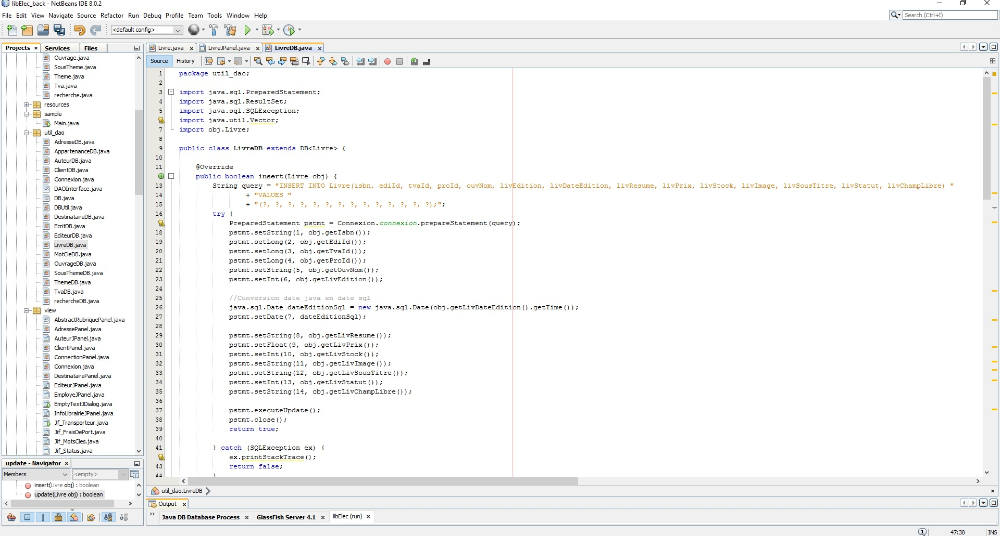 libElec_back - NetBeans IDE 8.0.2
File Edit View Navigate Source Refactor Run Debug Profile Team Tools Window Help
Search (Ctrl+I)
<default config>
Projects Services Files
Ouvrage.java
SousTheme.java
Theme.java
Tva.java
recherche.java
resources
sample
Main.java
util_dao
AdresseDB.java
AppartenanceDB.java
AuteurDB.java
ClientDB.java
Connexion.java
DAOInterface.java
DB.java
DBUtil.java
DestinataireDB.java
EcritDB.java
EditeurDB.java
LivreDB.java
MotCleDB.java
OuvrageDB.java
SousThemeDB.java
ThemeDB.java
TvaDB.java
rechercheDB.java
view
AbstractRubriquePanel.java
AdressePanel.java
AuteurJPanel.java
ClientPanel.java
ConnectionPanel.java
Connexion.java
DestinatairePanel.java
EditeurJPanel.java
EmployeJPanel.java
EmptyTextJDialog.java
InfoLibrairieJPanel.java
Jf_Transporteur.java
Jif_FraisDePort.java
Jif_MotsCles.java
Jif_Status.java
update - Navigator
Members <empty>
insert(Livre obj) : boolean
update(Livre obj) : boolean
Livre.java LivreJPanel.java LivreDB.java
Source History
1 package util_dao;
2
3 import java.sql.PreparedStatement;
4 import java.sql.ResultSet;
5 import java.sql.SQLException;
import java.util.Vector;
7 import obj.Livre;
8
9 public class LivreDB extends DB<Livre> {
10
11 @Override
public boolean insert(Livre obj) {
13 String query = "INSERT INTO Livre(isbn, ediId, tvaId, proId, ouvNom, livEdition, livDateEdition, livResume, livPrix, livStock, livImage, livSousTitre, livStatut, livChampLibre) "
14 + "VALUES "
15 + "(?, ?, ?, ?, ?, ?, ?, ?, ?, ?, ?, ?, ?, ?);";
16 try {
PreparedStatement pstmt = Connexion.connexion.prepareStatement(query);
18 pstmt.setString(1, obj.getIsbn());
19 pstmt.setLong(2, obj.getEdiId());
20 pstmt.setLong(3, obj.getTvaId());
21 pstmt.setLong(4, obj.getProId());
22 pstmt.setString(5, obj.getOuvNom());
23 pstmt.setInt(6, obj.getLivEdition());
24
25 //Conversion date java en date sql
26 java.sql.Date dateEditionSql = new java.sql.Date(obj.getLivDateEdition().getTime());
27 pstmt.setDate(7, dateEditionSql);
28
29 pstmt.setString(8, obj.getLivResume());
30 pstmt.setFloat(9, obj.getLivPrix());
31 pstmt.setInt(10, obj.getLivStock());
32 pstmt.setString(11, obj.getLivImage());
33 pstmt.setString(12, obj.getLivSousTitre());
34 pstmt.setInt(13, obj.getLivStatut());
35 pstmt.setString(14, obj.getLivChampLibre());
36
37 pstmt.executeUpdate();
38 pstmt.close();
39 return true;
40
41 } catch (SQLException ex) {
ex.printStackTrace();
43 return false;
44 }
util_dao.LivreDB
Output
Java DB Database Process GlassFish Server 4.1 libElec (run)
1 47:30 INS